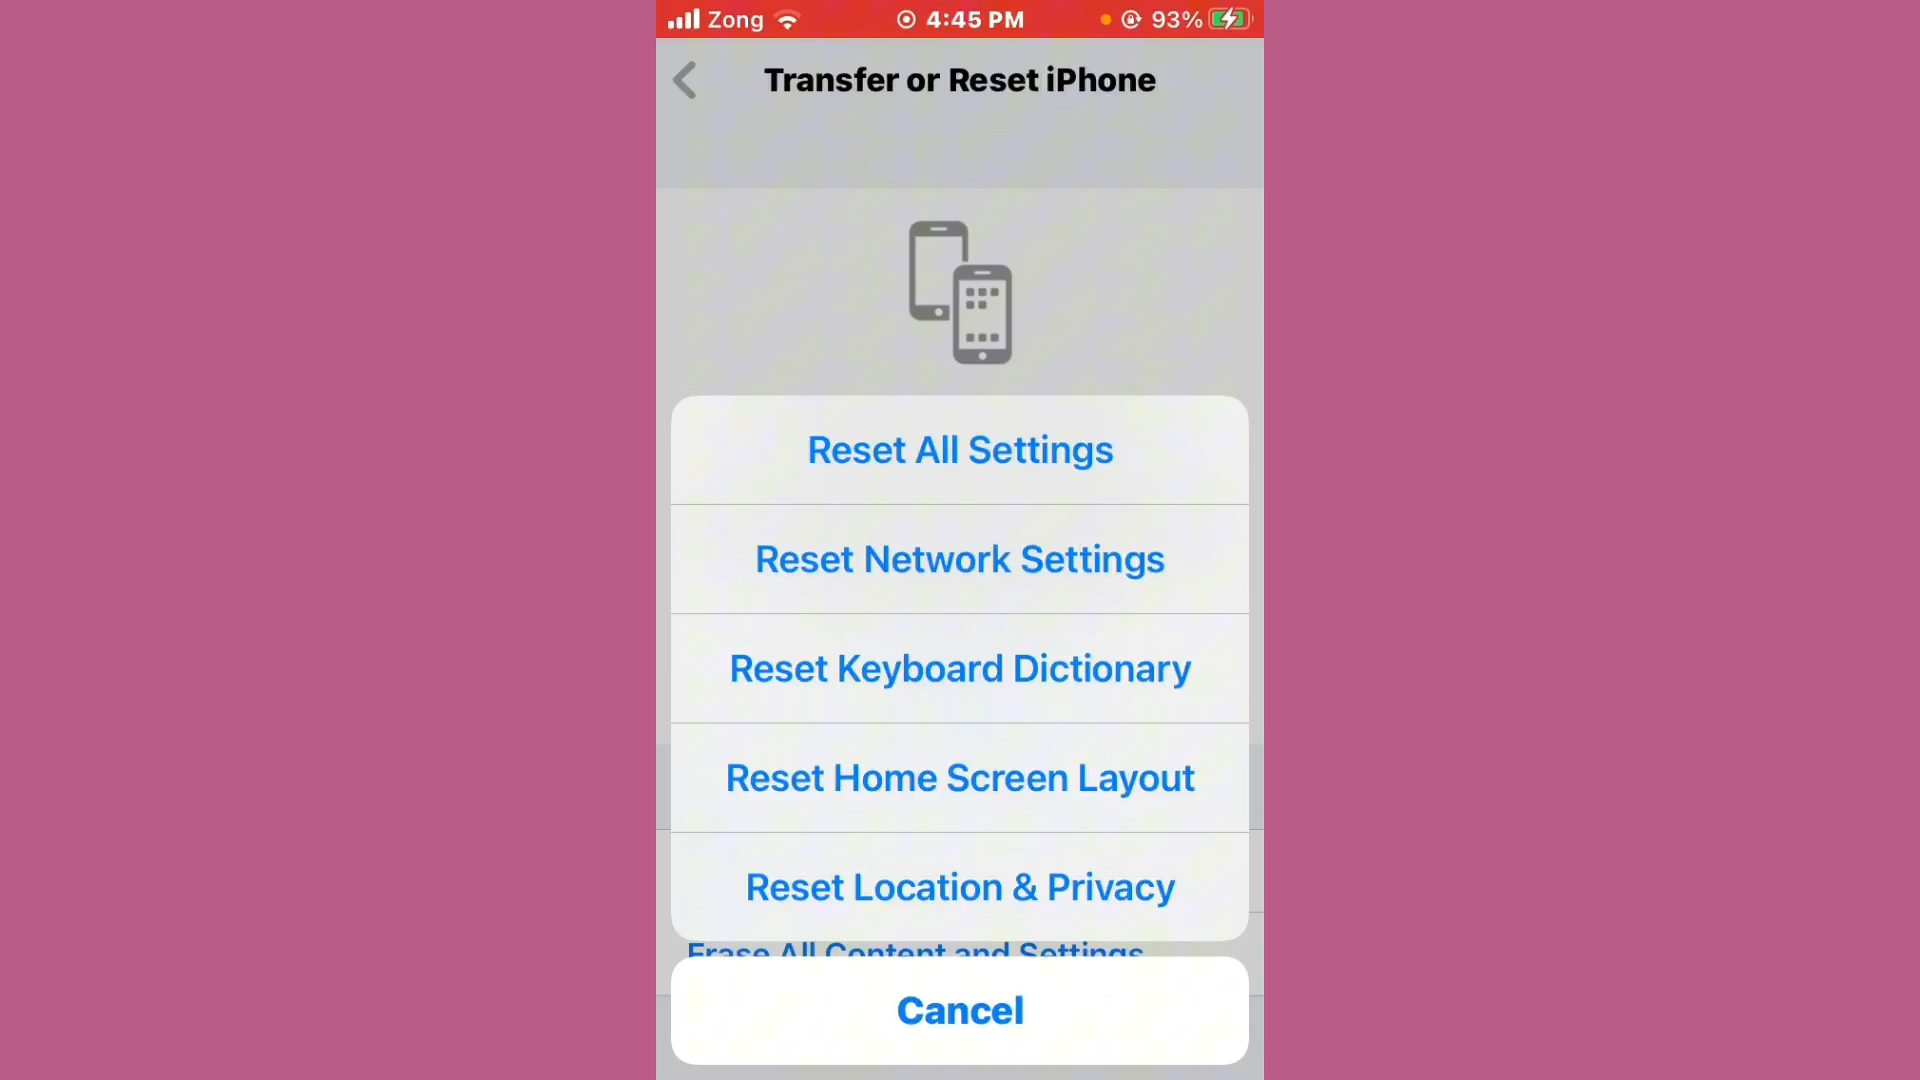 Zong 4:45 PM 93%
Transfer or Reset iPhone
Reset All Settings
Reset Network Settings
Reset Keyboard Dictionary
Reset Home Screen Layout
Reset Location & Privacy
Erase All Content and Settings
Cancel